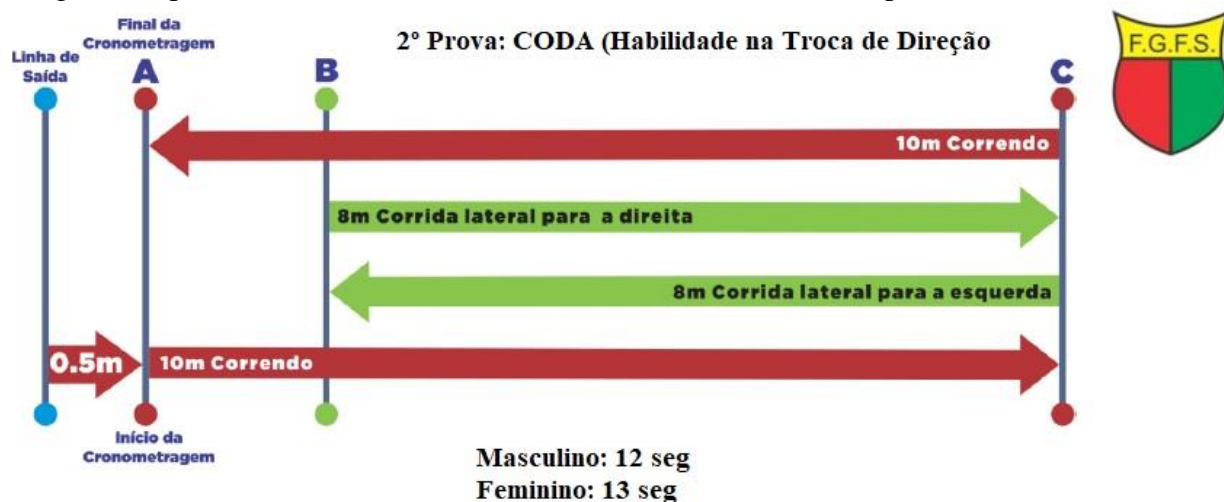 Final da
Cronometragem
Linha de
Saída
A
B
2º Prova: CODA (Habilidade na Troca de Direção
C
F.G.F.S.
10m Correndo
8m Corrida lateral para a direita
8m Corrida lateral para a esquerda
0.5m
10m Correndo
Início da
Cronometragem
Masculino: 12 seg
Feminino: 13 seg